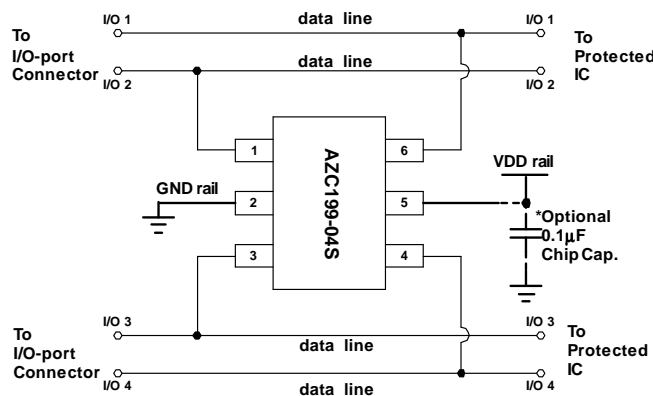 I/O 1 data line I/O 1
To
I/O-port
Connector
To
Protected
IC
data line
I/O 2 I/O 2
1 6
AZC199-04S
VDD rail
GND rail
2 5
*Optional
0.1µF
Chip Cap.
3 4
I/O 3 I/O 3
To
I/O-port
Connector
data line
To
Protected
IC
I/O 4 I/O 4
data line